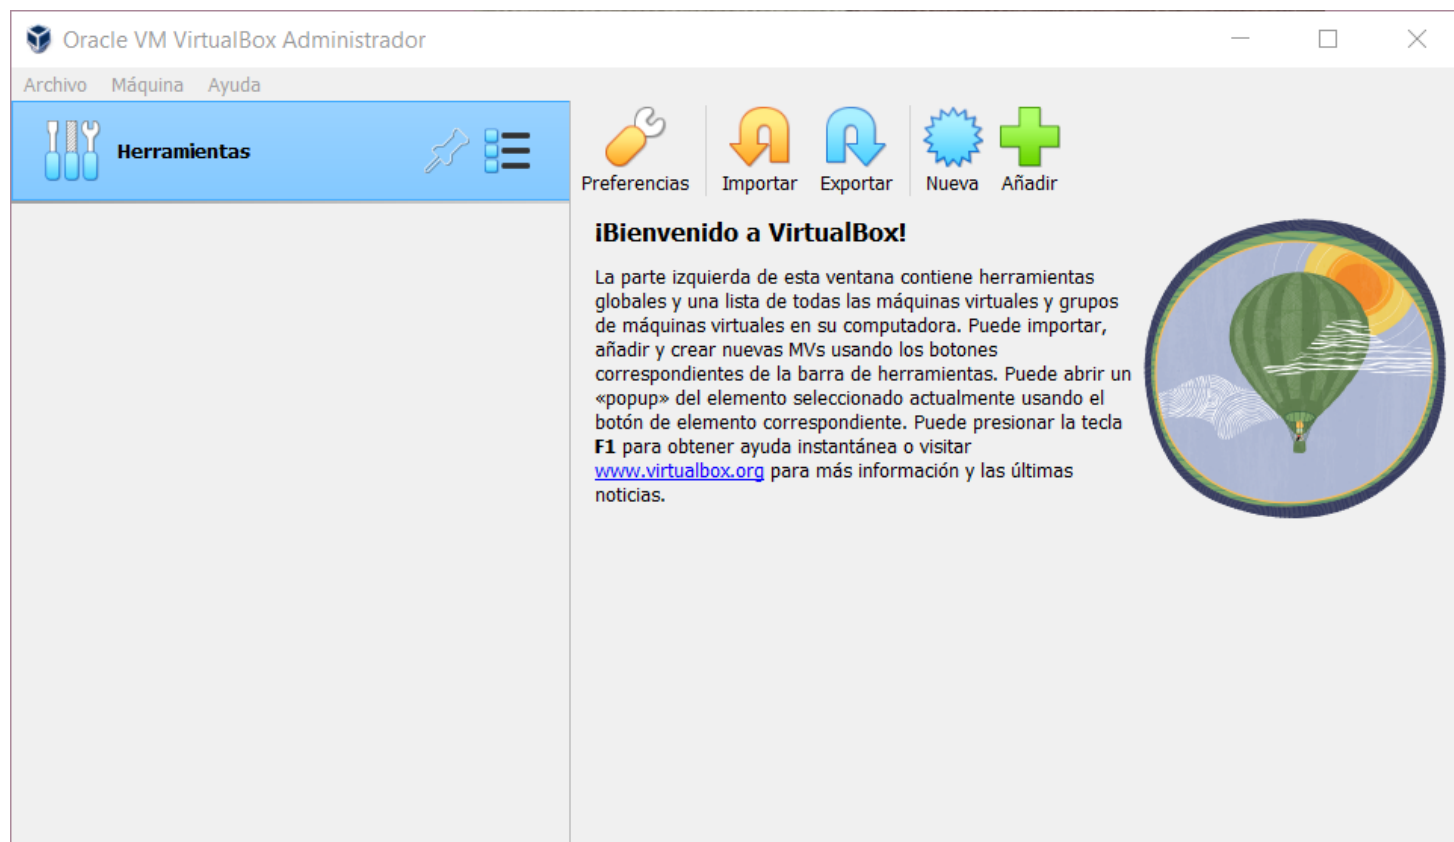 Oracle VM VirtualBox Administrador
Archivo Máquina Ayuda
Herramientas
Preferencias Importar Exportar Nueva Añadir
¡Bienvenido a VirtualBox!
La parte izquierda de esta ventana contiene herramientas
globales y una lista de todas las máquinas virtuales y grupos
de máquinas virtuales en su computadora. Puede importar,
añadir y crear nuevas MVs usando los botones
correspondientes de la barra de herramientas. Puede abrir un
«popup» del elemento seleccionado actualmente usando el
botón de elemento correspondiente. Puede presionar la tecla
F1 para obtener ayuda instantánea o visitar
www.virtualbox.org para más información y las últimas
noticias.